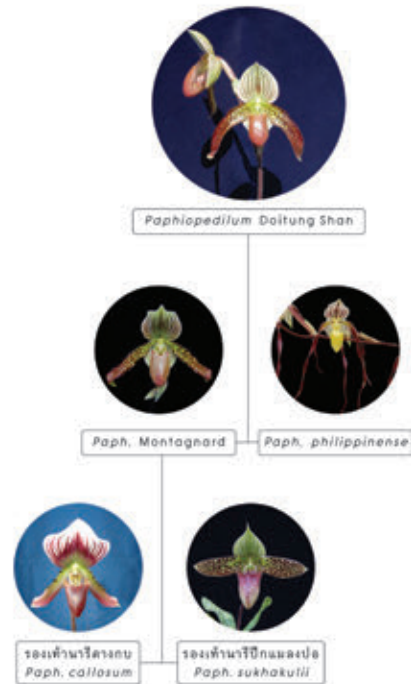 Paphiopedilum Doitung Shan
Paph. Montagnard
Paph. philippinense
รองเท้านารีคางกบ
Paph. callosum
รองเท้านารีปีกแมลงปอ
Paph. sukhakulii